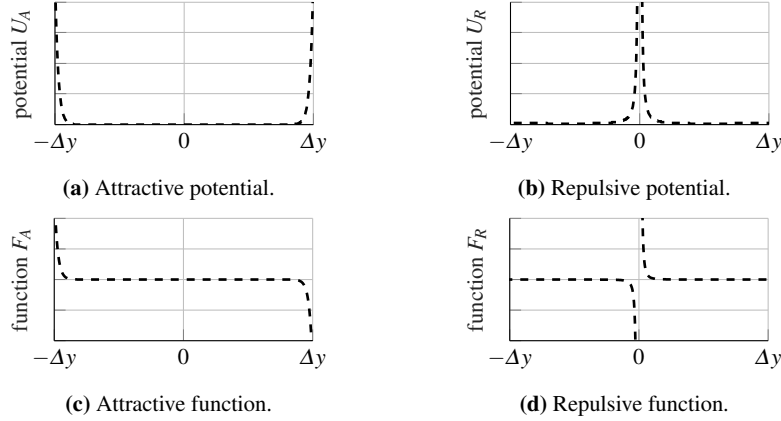 potential U_A
−Δy 0 Δy
(a) Attractive potential.
potential U_R
−Δy 0 Δy
(b) Repulsive potential.
function F_A
−Δy 0 Δy
(c) Attractive function.
function F_R
−Δy 0 Δy
(d) Repulsive function.